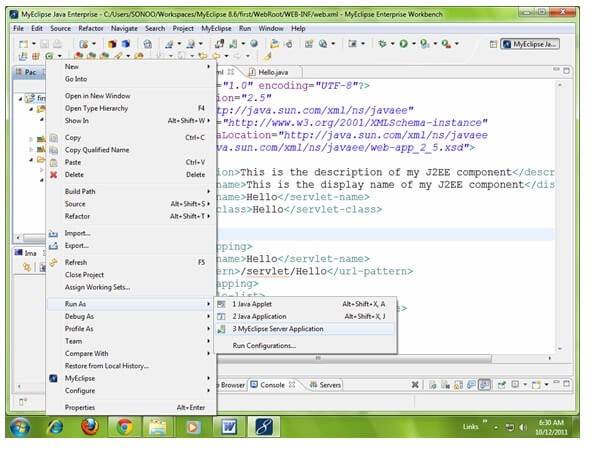 MyEclipse Java Enterprise - C:/Users/SONOO/Workspaces/MyEclipse 8.6/first/WebRoot/WEB-INF/web.xml - MyEclipse Enterprise Workbench
File Edit Source Refactor Navigate Search Project MyEclipse Run Window Help
MyEclipse Ja...
Pac
ml Hello.java
New
Go Into
Open in New Window
Open Type Hierarchy F4
Show In Alt+Shift+W
Copy Ctrl+C
Copy Qualified Name
Paste Ctrl+V
Delete Delete
Build Path
Source Alt+Shift+S
Refactor Alt+Shift+T
Import...
Export...
Refresh F5
Close Project
Assign Working Sets...
Run As
Debug As
Profile As
Team
Compare With
Restore from Local History...
MyEclipse
Configure
Properties Alt+Enter
="1.0" encoding="UTF-8"?>
ion="2.5"
tp://java.sun.com/xml/ns/javaee"
="http://www.w3.org/2001/XMLSchema-instance"
aLocation="http://java.sun.com/xml/ns/javaee
va.sun.com/xml/ns/javaee/web-app_2_5.xsd">
ion>This is the description of my J2EE component</descr
name>This is the display name of my J2EE component</dis
name>Hello</servlet-name>
class>Hello</servlet-class>
pping>
name>Hello</servlet-name>
tern>/servlet/Hello</url-pattern>
apping>
e-list>
e>
1 Java Applet Alt+Shift+X, A
2 Java Application Alt+Shift+X, J
3 MyEclipse Server Application
Run Configurations...
Ima
Browser Console Servers
Links
6:30 AM
10/12/2011